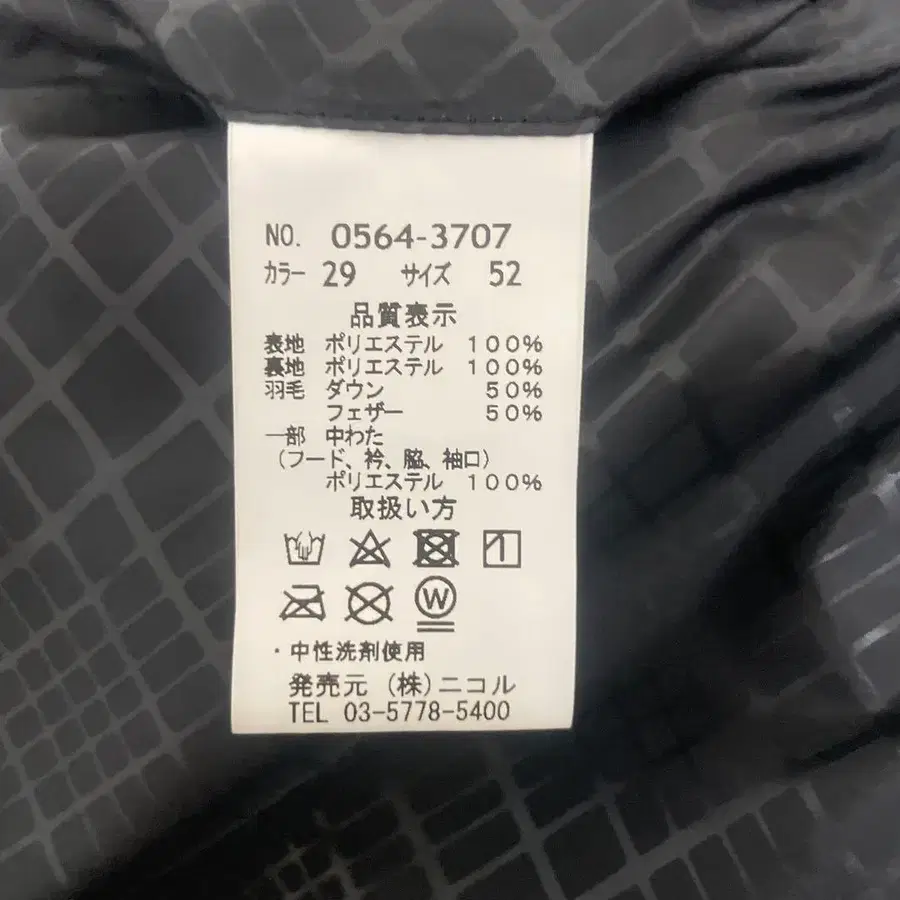 NO. 0564-3707
カラー 29 サイズ 52
品質表示
表地 ポリエステル 100%
裏地 ポリエステル 100%
羽毛 ダウン 50%
フェザー 50%
一部 中わた
(フード、衿、脇、袖口)
ポリエステル 100%
取扱い方
W
・中性洗剤使用
発売元 (株)ニコル
TEL 03-5778-5400